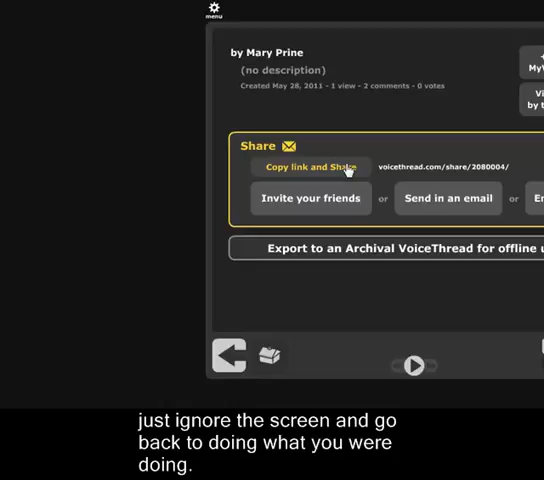 menu
by Mary Prine
(no description)
Created May 28, 2011 - 1 view - 2 comments - 0 votes
Share
Copy link and Share voicethread.com/share/2080004/
Invite your friends or Send in an email or
Export to an Archival VoiceThread for offline
just ignore the screen and go
back to doing what you were
doing.